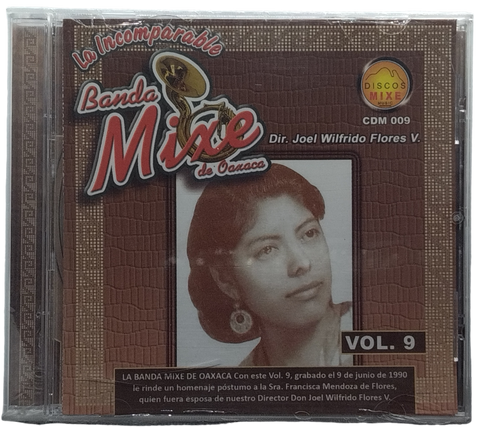 La Incomparable
Banda
Mixe
de Oaxaca
DISCOS
MIXE
MUSIC
CDM 009
Dir. Joel Wilfrido Flores V.
VOL. 9
LA BANDA MIXE DE OAXACA Con este Vol. 9, grabado el 9 de junio de 1990
le rinde un homenaje póstumo a la Sra. Francisca Mendoza de Flores,
quien fuera esposa de nuestro Director Don Joel Wilfrido Flores V.